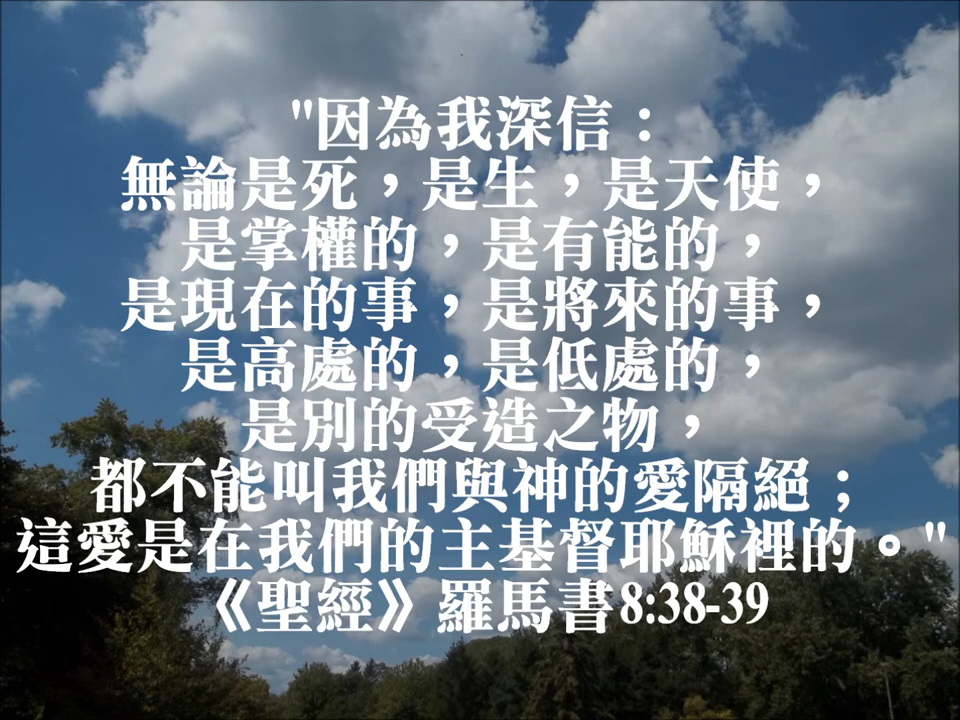 "因為我深信：
無論是死，是生，是天使，
是掌權的，是有能的，
是現在的事，是將來的事，
是高處的，是低處的，
是別的受造之物，
都不能叫我們與神的愛隔絕；
這愛是在我們的主基督耶穌裡的。"
《聖經》羅馬書8:38-39